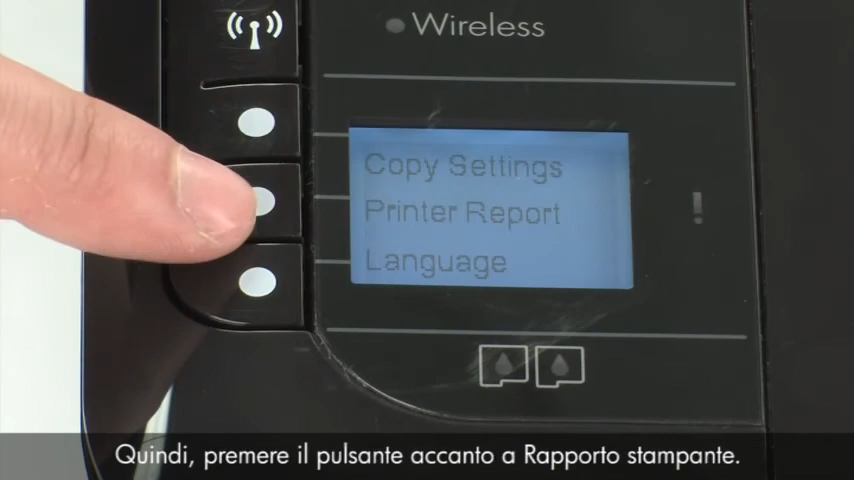 Wireless
Copy Settings
Printer Report
Language
!
Quindi, premere il pulsante accanto a Rapporto stampante.